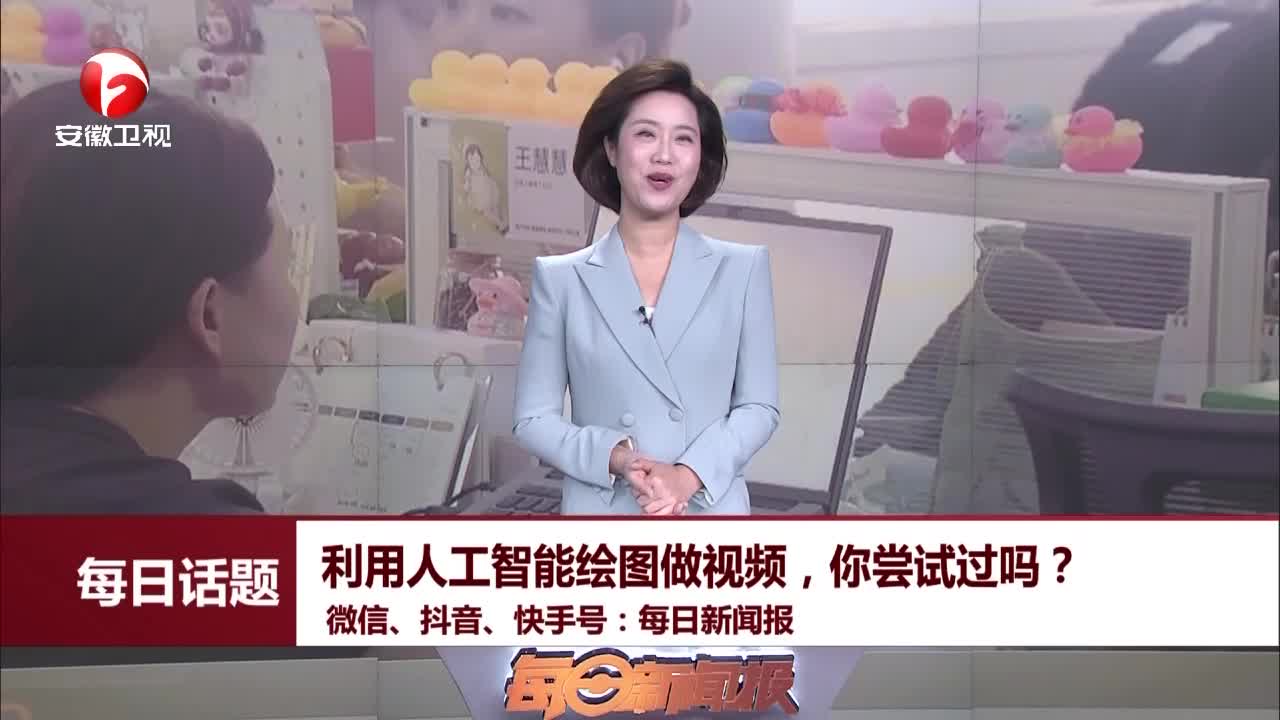 安徽卫视
王慧慧
每日话题
利用人工智能绘图做视频，你尝试过吗？
微信、抖音、快手号：每日新闻报
每日新闻报